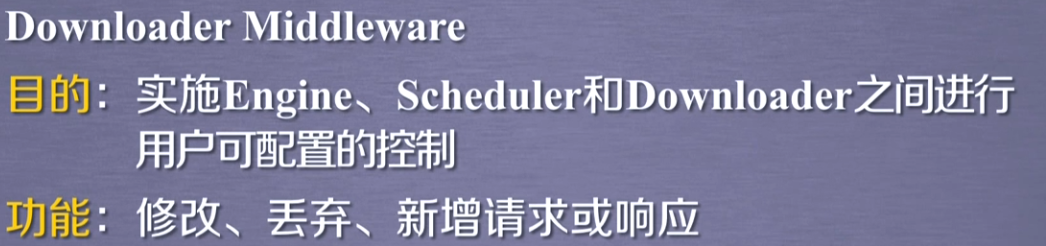 Downloader Middleware
目的：实施Engine、Scheduler和Downloader之间进行
用户可配置的控制
功能：修改、丢弃、新增请求或响应